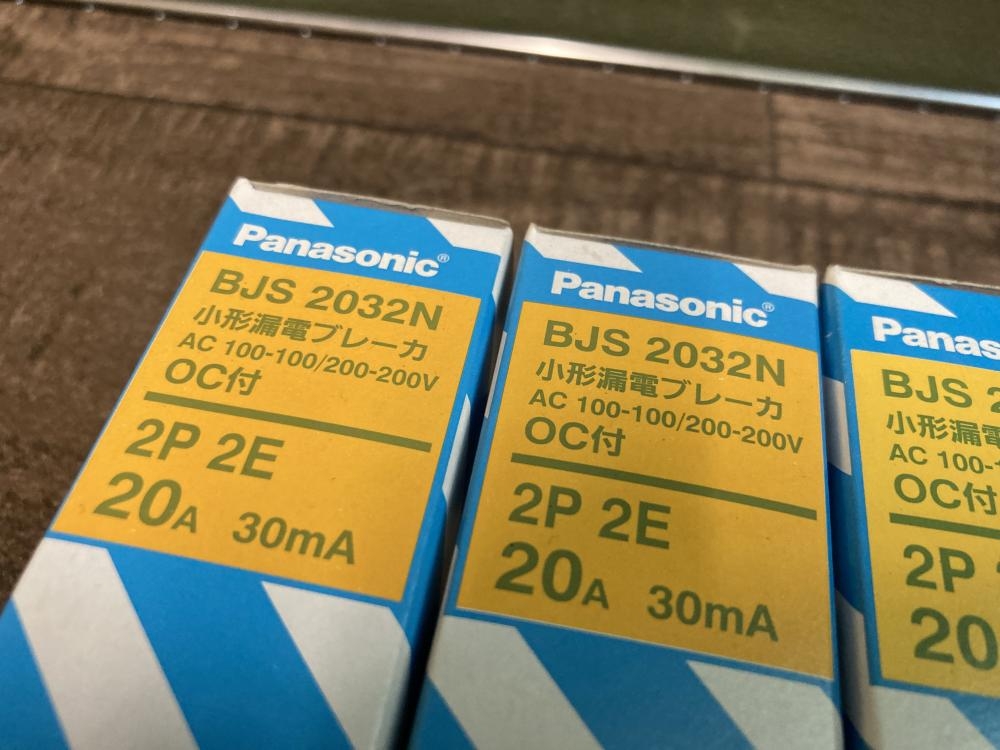 Panasonic®
BJS 2032N
小形漏電ブレーカ
AC 100-100/200-200V
OC付
2P 2E
20A 30mA
Panasonic®
BJS 2032N
小形漏電ブレーカ
AC 100-100/200-200V
OC付
2P 2E
20A 30mA
Panas
BJS 2
小形漏電
AC 100-
OC付
2P
20